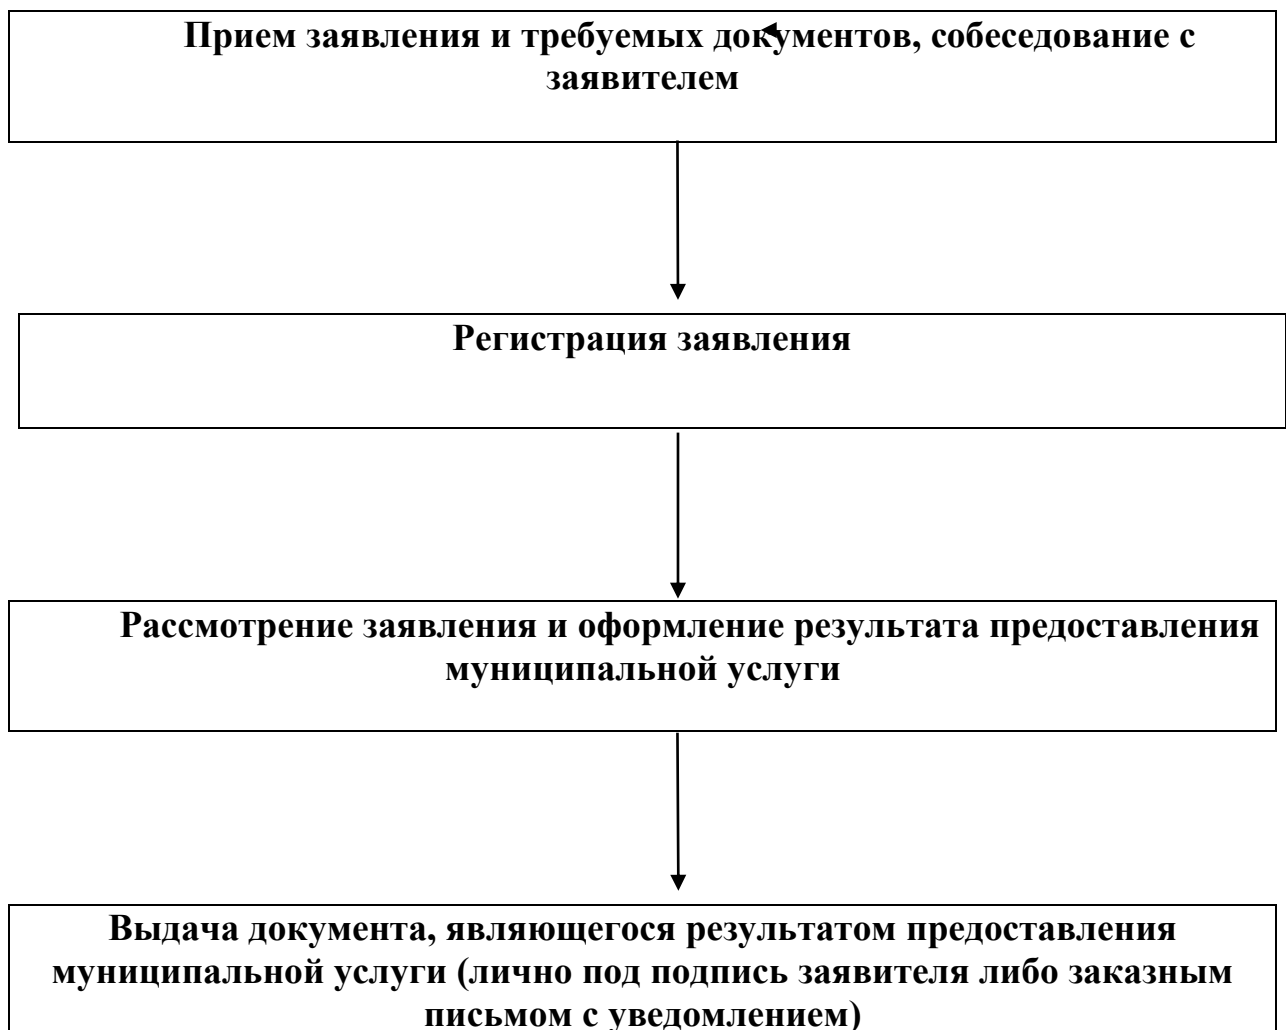 Прием заявления и требуемых документов, собеседование с
заявителем
Регистрация заявления
Рассмотрение заявления и оформление результата предоставления
муниципальной услуги
Выдача документа, являющегося результатом предоставления
муниципальной услуги (лично под подпись заявителя либо заказным
письмом с уведомлением)